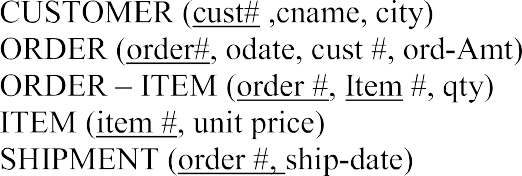 CUSTOMER (cust# ,cname, city)
ORDER (order#, odate, cust #, ord-Amt)
ORDER – ITEM (order #, Item #, qty)
ITEM (item #, unit price)
SHIPMENT (order #, ship-date)